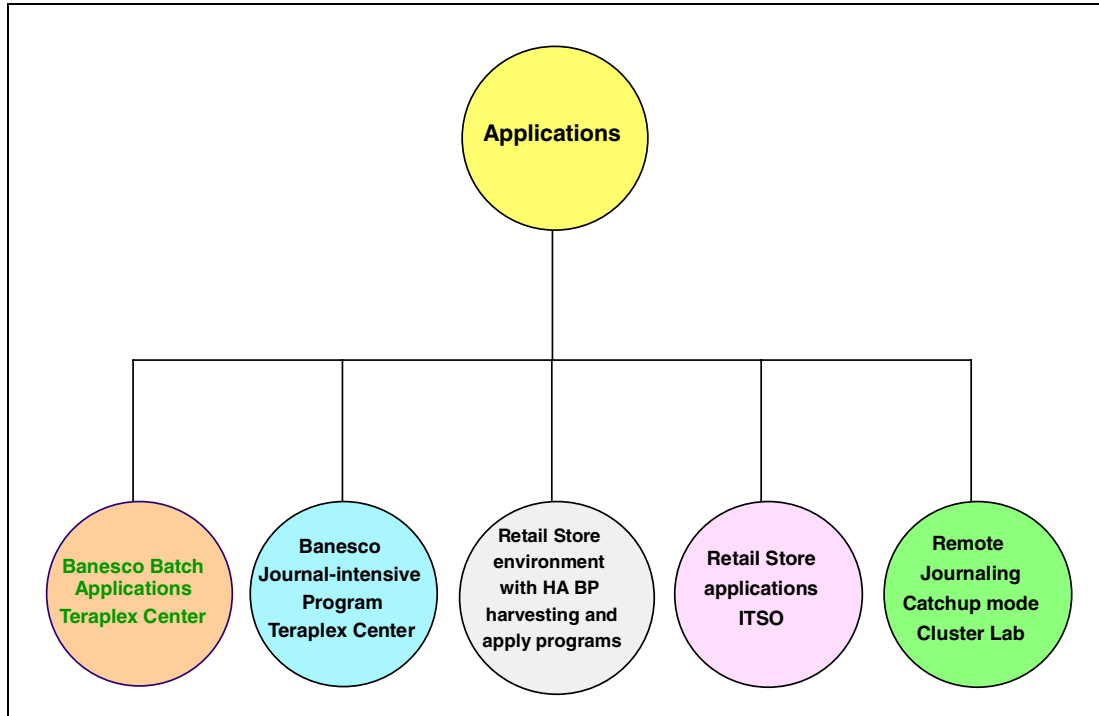 Applications
Banesco Batch
Applications
Teraplex Center
Banesco
Journal-intensive
Program
Teraplex Center
Retail Store
environment
with HA BP
harvesting and
apply programs
Retail Store
applications
ITSO
Remote
Journaling
Catchup mode
Cluster Lab